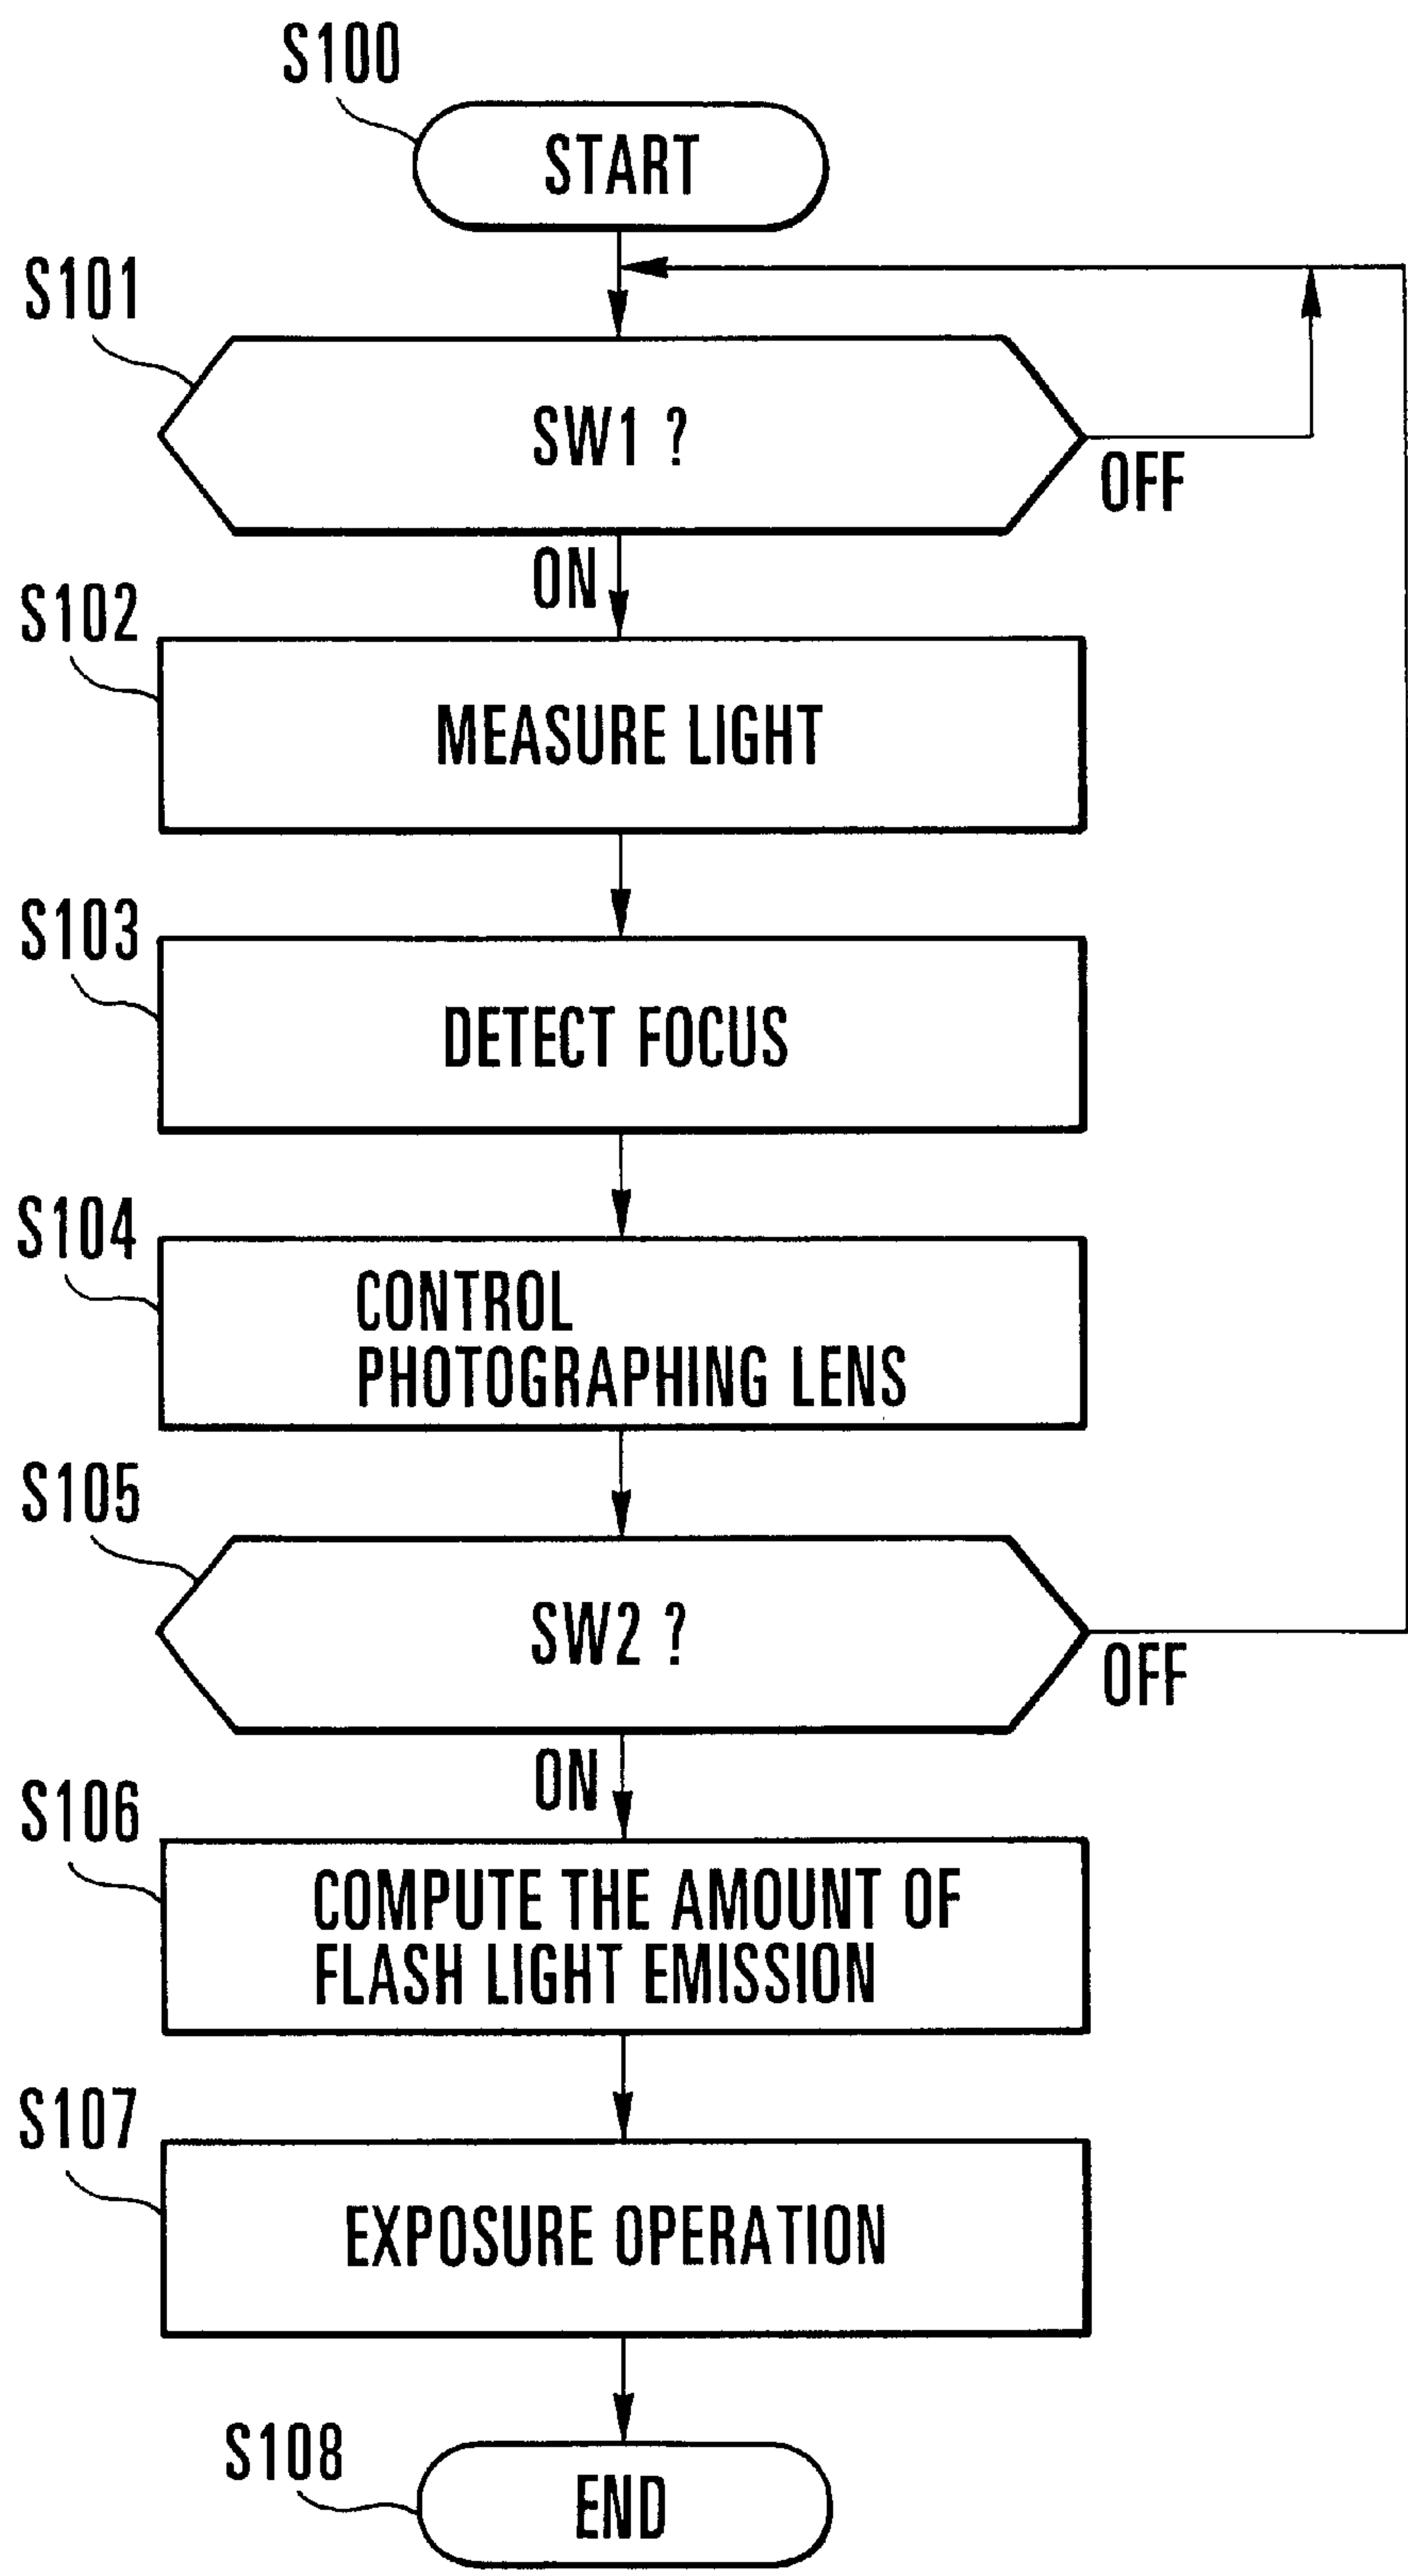 S100
START
S101
SW1 ?
OFF
ON
S102
MEASURE LIGHT
S103
DETECT FOCUS
S104
CONTROL
PHOTOGRAPHING LENS
S105
SW2 ?
OFF
ON
S106
COMPUTE THE AMOUNT OF
FLASH LIGHT EMISSION
S107
EXPOSURE OPERATION
S108
END